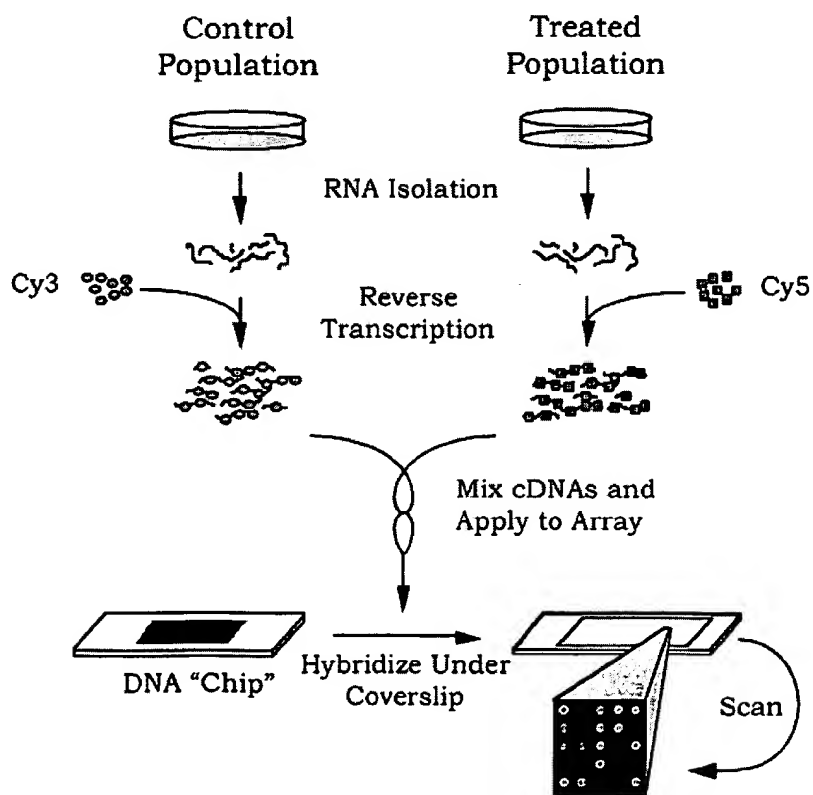 Control
Population
Treated
Population
RNA Isolation
Cy3
Reverse
Transcription
Cy5
Mix cDNAs and
Apply to Array
DNA "Chip"
Hybridize Under
Coverslip
Scan